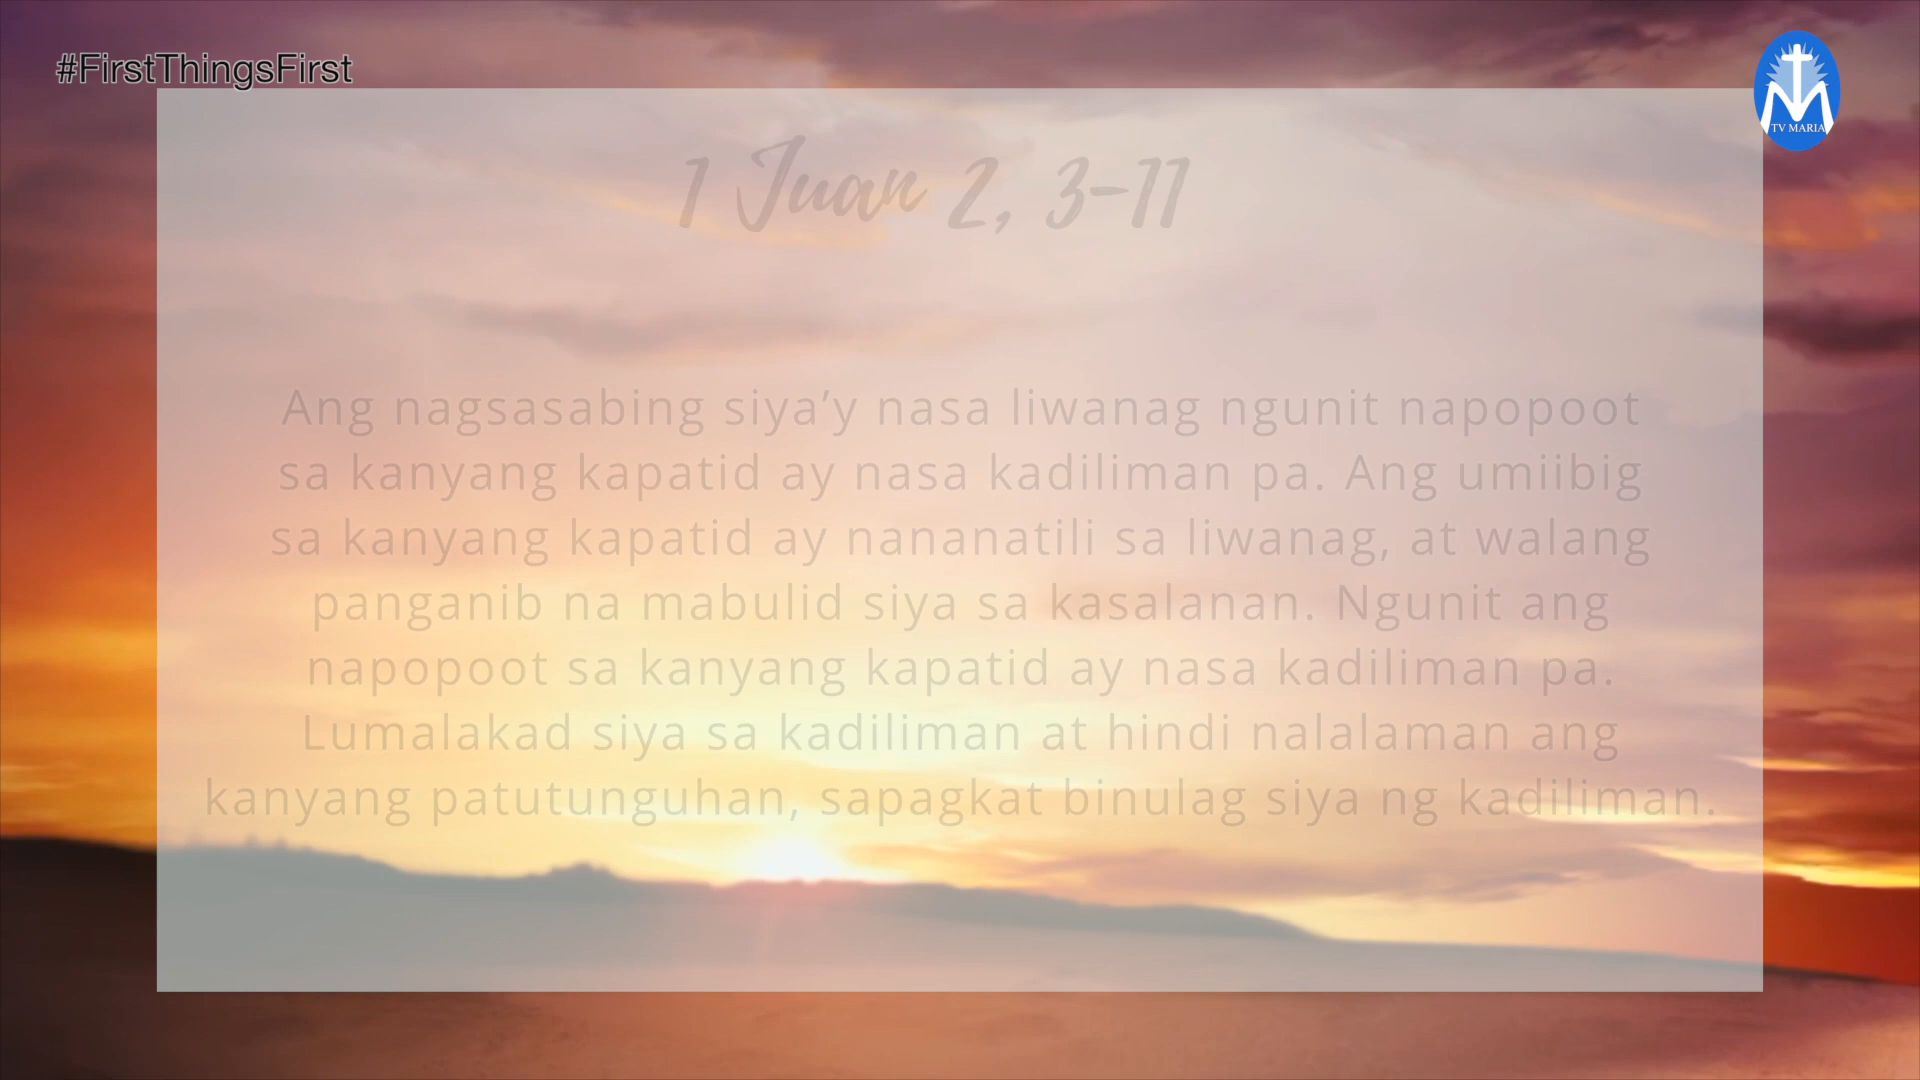 #FirstThingsFirst
TV MARIA
1 Juan 2, 3-11
Ang nagsasabing siya’y nasa liwanag ngunit napopoot
sa kanyang kapatid ay nasa kadiliman pa. Ang umiibig
sa kanyang kapatid ay nananatili sa liwanag, at walang
panganib na mabulid siya sa kasalanan. Ngunit ang
napopoot sa kanyang kapatid ay nasa kadiliman pa.
Lumalakad siya sa kadiliman at hindi nalalaman ang
kanyang patutunguhan, sapagkat binulag siya ng kadiliman.